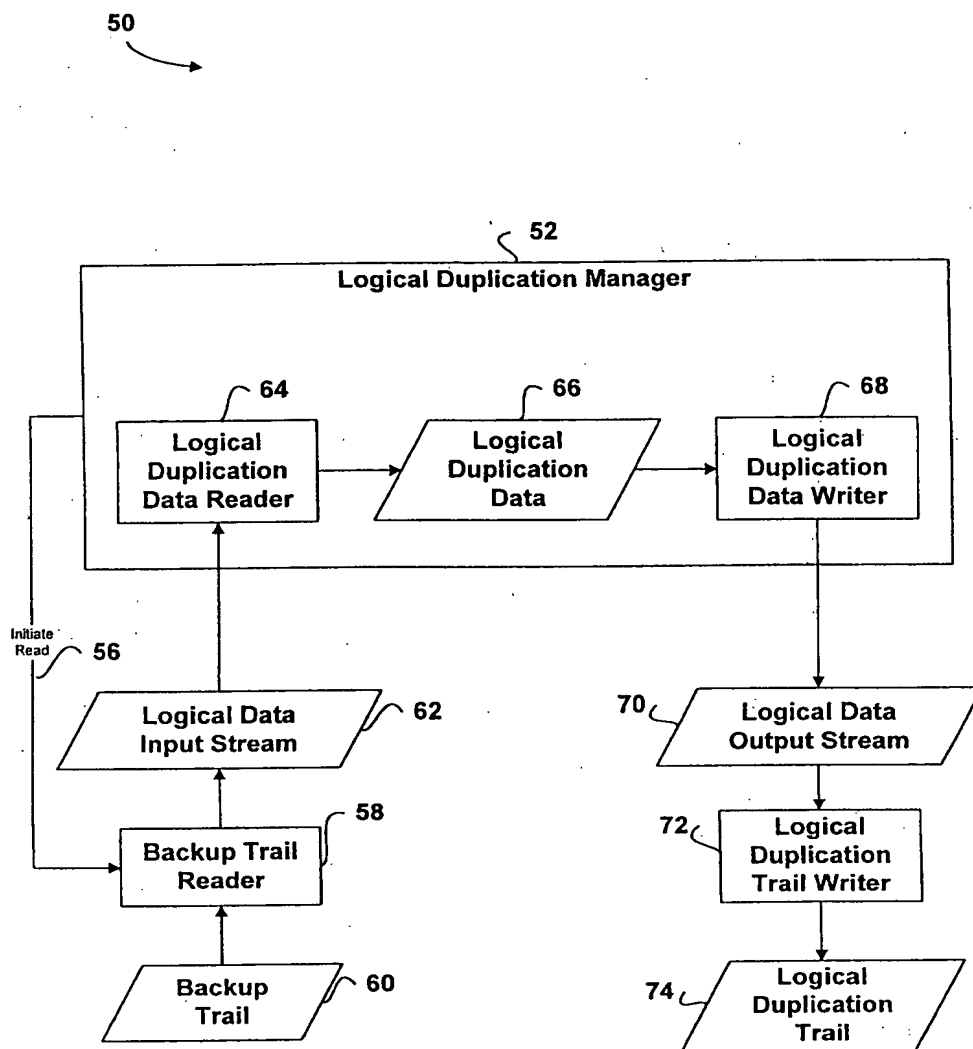 50
52
Logical Duplication Manager
64
66
68
Logical
Duplication
Data Reader
Logical
Duplication
Data
Logical
Duplication
Data Writer
Initiate
Read
56
Logical Data
Input Stream
62
70
Logical Data
Output Stream
58
Backup Trail
Reader
72
Logical
Duplication
Trail Writer
Backup
Trail
60
74
Logical
Duplication
Trail